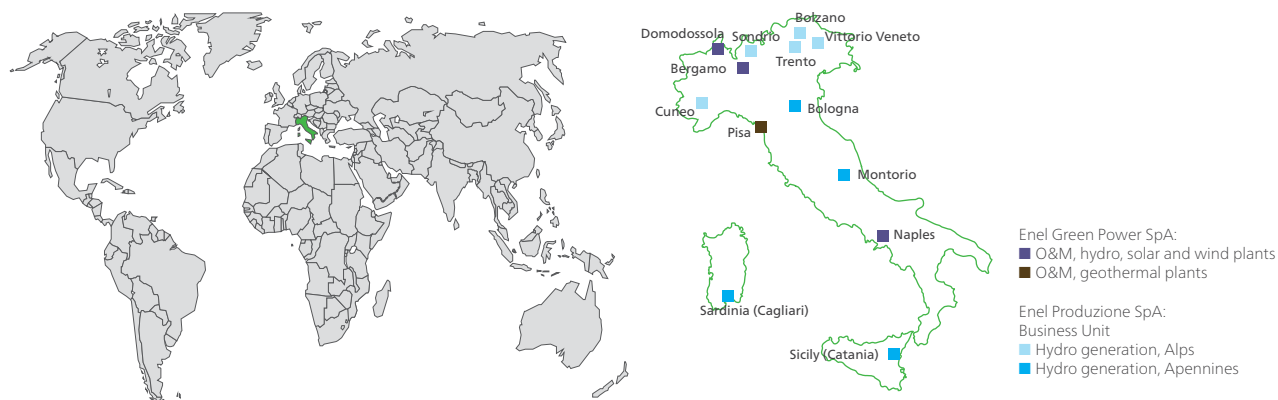 Bolzano
Domodossola
Sondrio
Vittorio Veneto
Trento
Bergamo
Cuneo
Bologna
Pisa
Montorio
Naples
Sardinia (Cagliari)
Sicily (Catania)
Enel Green Power SpA:
O&M, hydro, solar and wind plants
O&M, geothermal plants
Enel Produzione SpA:
Business Unit
Hydro generation, Alps
Hydro generation, Apennines